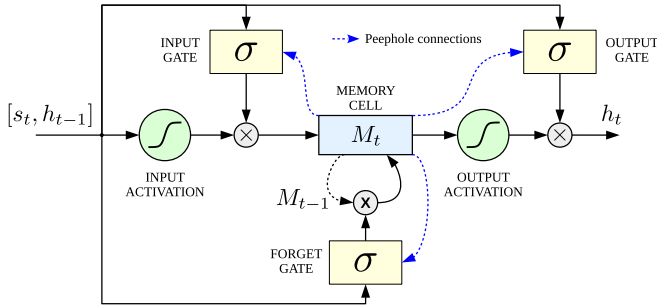 INPUT
GATE
σ
Peephole connections
σ
OUTPUT
GATE
MEMORY
CELL
[s_t, h_{t-1}]
×
M_t
×
h_t
INPUT
ACTIVATION
OUTPUT
ACTIVATION
M_{t-1}
x
FORGET
GATE
σ